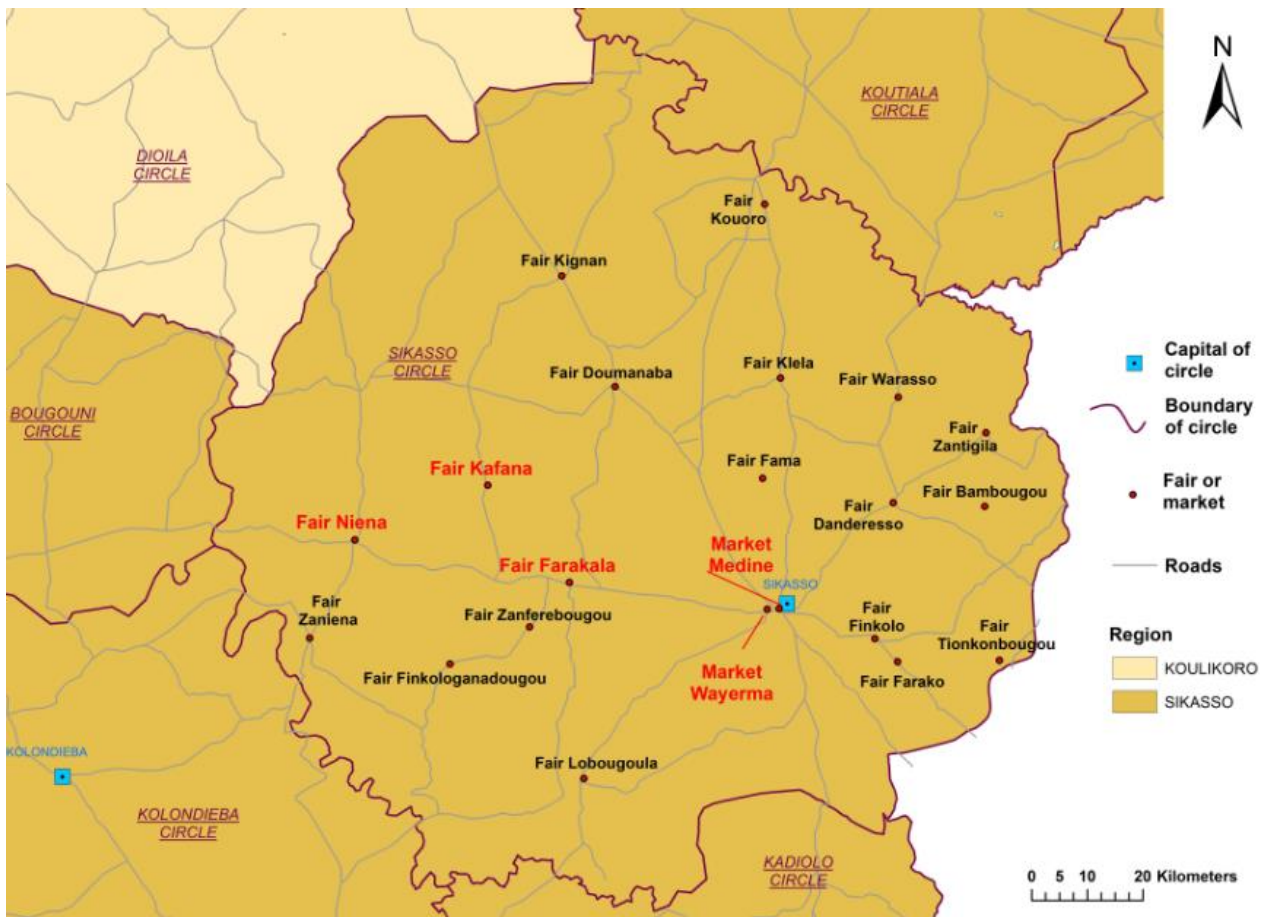 N
KOUTIALA
CIRCLE
DIOILA
CIRCLE
Fair
Kouoro
Fair Kignan
SIKASSO
CIRCLE
Fair Doumanaba
Fair Klela
Fair Warasso
BOUGOUNI
CIRCLE
Fair
Zantigila
Fair Kafana
Fair Fama
Fair Bambougou
Fair
Danderesso
Fair Niena
Market
Medine
Fair Farakala
SIKASSO
Fair
Zaniena
Fair Zanferebougou
Fair
Finkolo
Fair
Tionkonbougou
Fair Finkologanadougou
Market
Wayerma
Fair Farako
KOLONDIEBA
Fair Lobougoula
KOLONDIEBA
CIRCLE
KADIOLO
CIRCLE
Capital of
circle
Boundary
of circle
Fair or
market
Roads
Region
KOULIKORO
SIKASSO
0 5 10 20 Kilometers